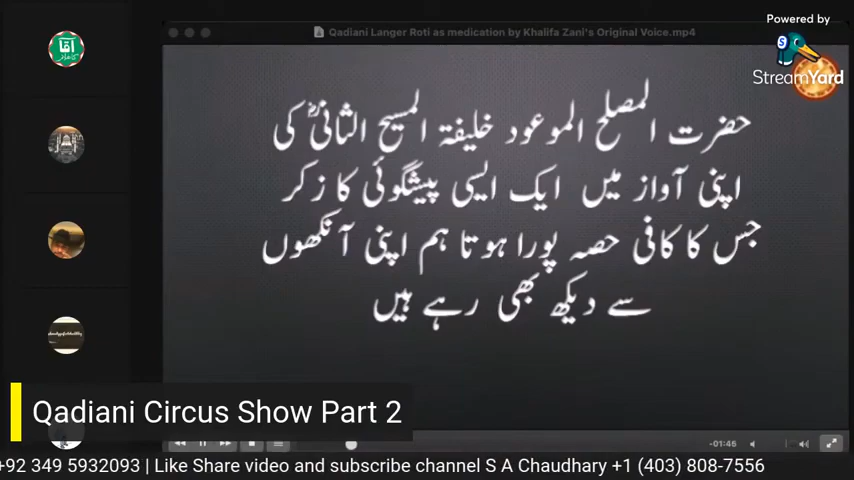 Powered by
StreamYard
Qadiani Langer Roti as medication by Khalifa Zani's Original Voice.mp4
حضرت المصلح الموعود خلیفۃ المسیح الثانیؓ کی
اپنی آواز میں ایک ایسی پیشگوئی کا زکر
جس کا کافی حصہ پورا ہوتا ہم اپنی آنکھوں
سے دیکھ بھی رہے ہیں
Qadiani Circus Show Part 2
-01:46
+92 349 5932093 | Like Share video and subscribe channel S A Chaudhary +1 (403) 808-7556